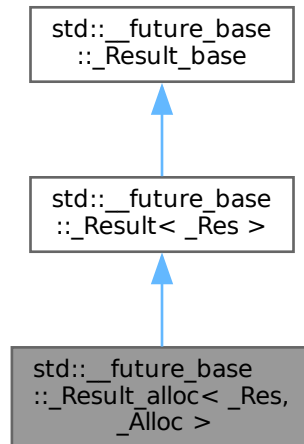 std::__future_base
::_Result_base
std::__future_base
::_Result< _Res >
std::__future_base
::_Result_alloc< _Res,
_Alloc >